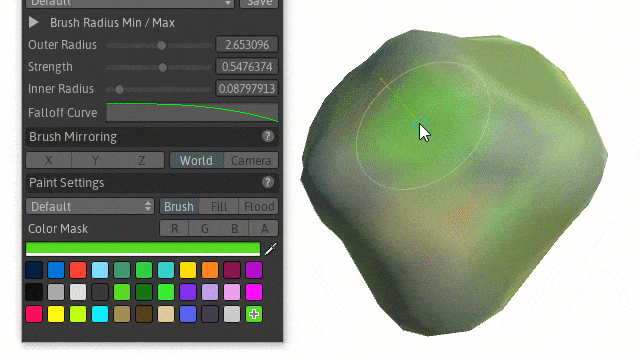 Default Save
Brush Radius Min / Max
Outer Radius 2.653096
Strength 0.5476374
Inner Radius 0.08797913
Falloff Curve
Brush Mirroring ?
X Y Z World Camera
Paint Settings ?
Default Brush Fill Flood
Color Mask R G B A